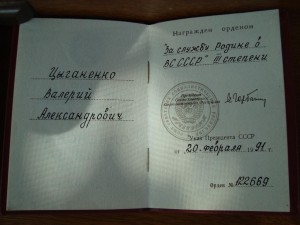 Цыганенко
Валерий
Александрович
Награжден орденом
"За службу Родине в
ВС СССР" III степени
Указ Президента СССР
от 20 февраля 1991 г.
Орден № 122669